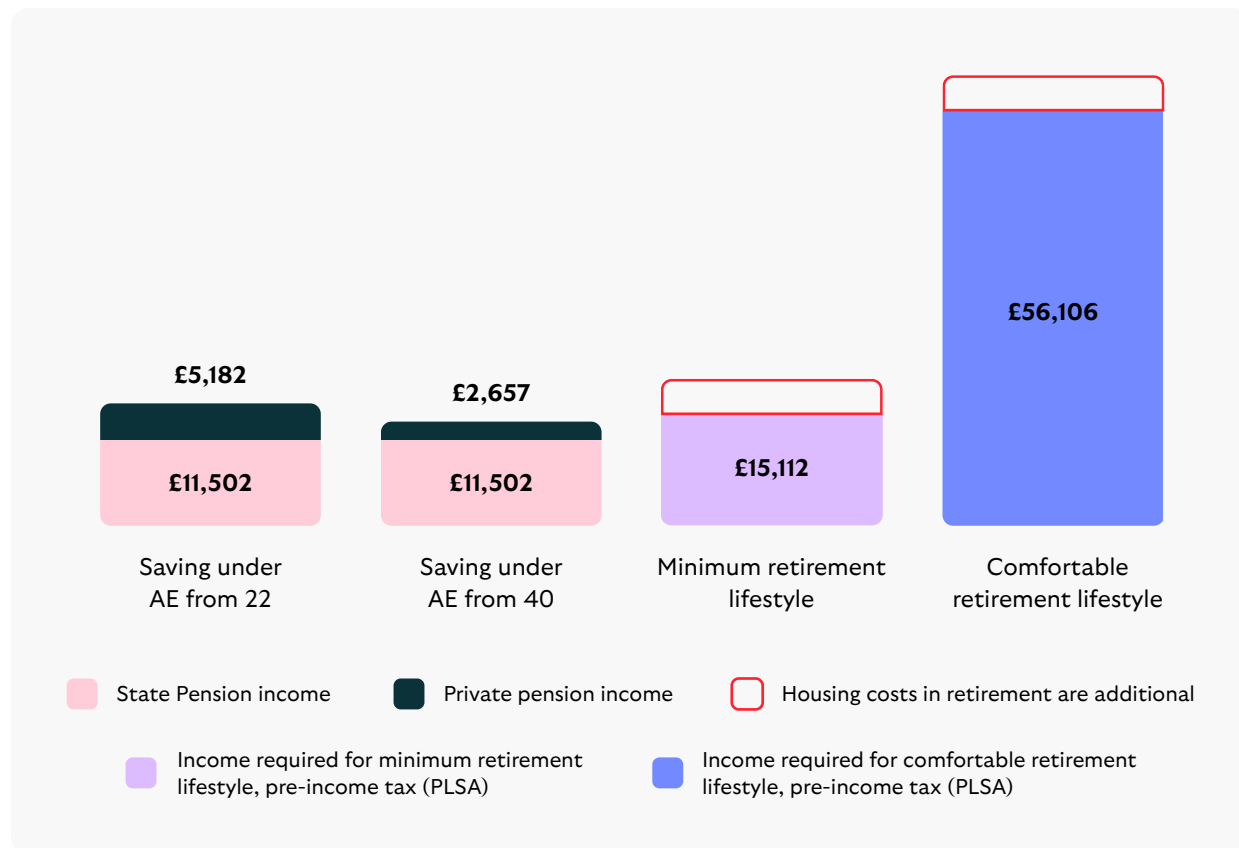 £56,106
£5,182
£2,657
£11,502
£11,502
£15,112
Saving under
AE from 22
Saving under
AE from 40
Minimum retirement
lifestyle
Comfortable
retirement lifestyle
State Pension income
Private pension income
Housing costs in retirement are additional
Income required for minimum retirement
lifestyle, pre-income tax (PLSA)
Income required for comfortable retirement
lifestyle, pre-income tax (PLSA)